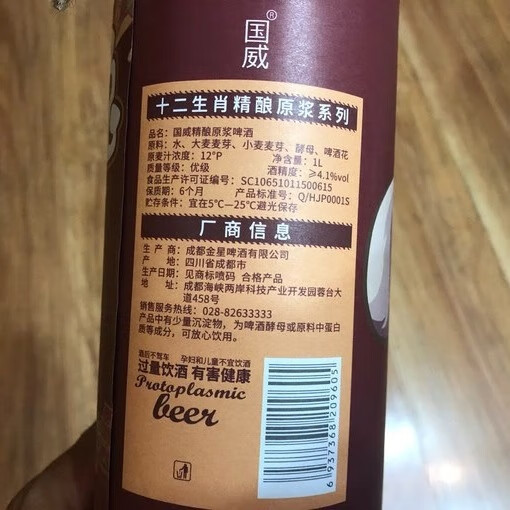 国威®
十二生肖精酿原浆系列
品名：国威精酿原浆啤酒
原料：水、大麦麦芽、小麦麦芽、酵母、啤酒花
原麦汁浓度：12°P 净含量：1L
质量等级：优级 酒精度：≥4.1%vol
食品生产许可证编号：SC10651011500615
保质期：6个月 产品标准号：Q/HJP0001S
贮存条件：宜在5℃—25℃避光保存
厂商信息
生产商：成都金星啤酒有限公司
产地：四川省成都市
生产日期：见商标喷码 合格产品
地址：成都海峡两岸科技产业开发园蓉台大
道458号
销售服务热线：028-82633333
产品中有少量沉淀物，为啤酒酵母或原料中蛋白
质等成分，可放心饮用。
酒后不驾车 孕妇和儿童不宜饮酒
过量饮酒 有害健康
Protoplasmic
beer
6937368209605